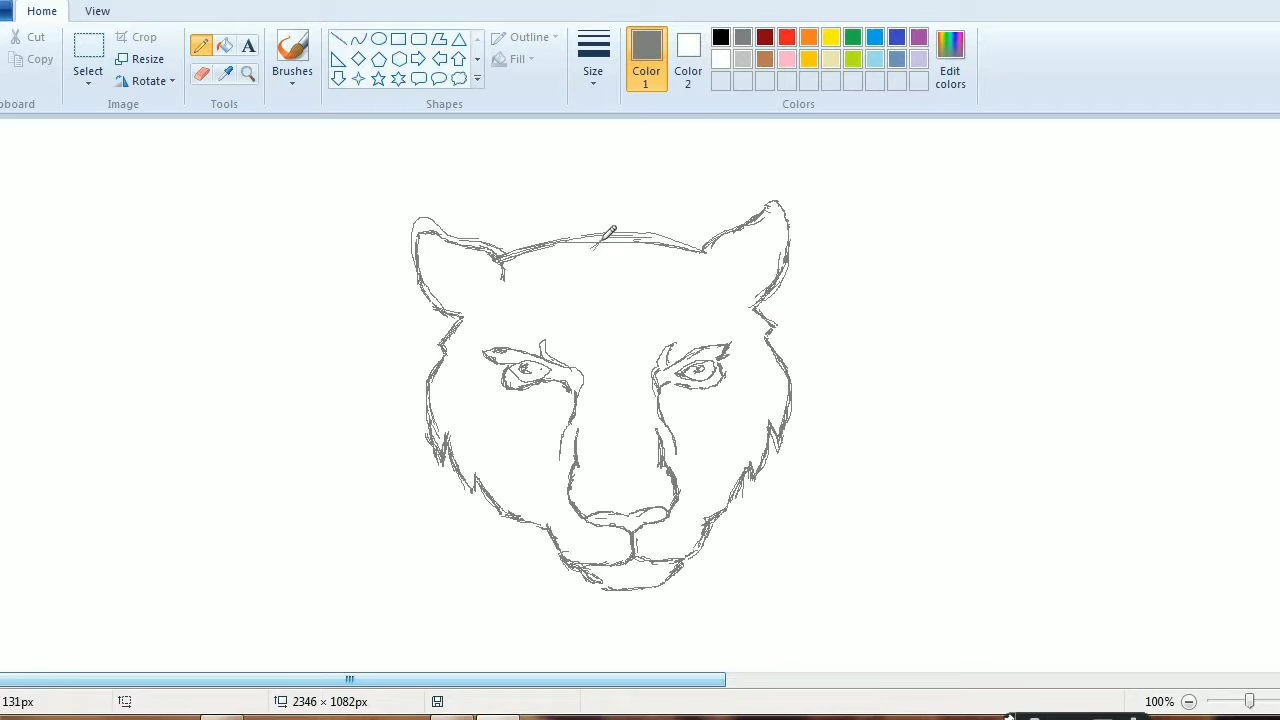 Home View
Cut Crop Outline
Copy Resize Fill
Select Rotate Brushes Size Color 1 Color 2 Edit colors
oboard Image Tools Shapes Colors
131px 2346 × 1082px 100%